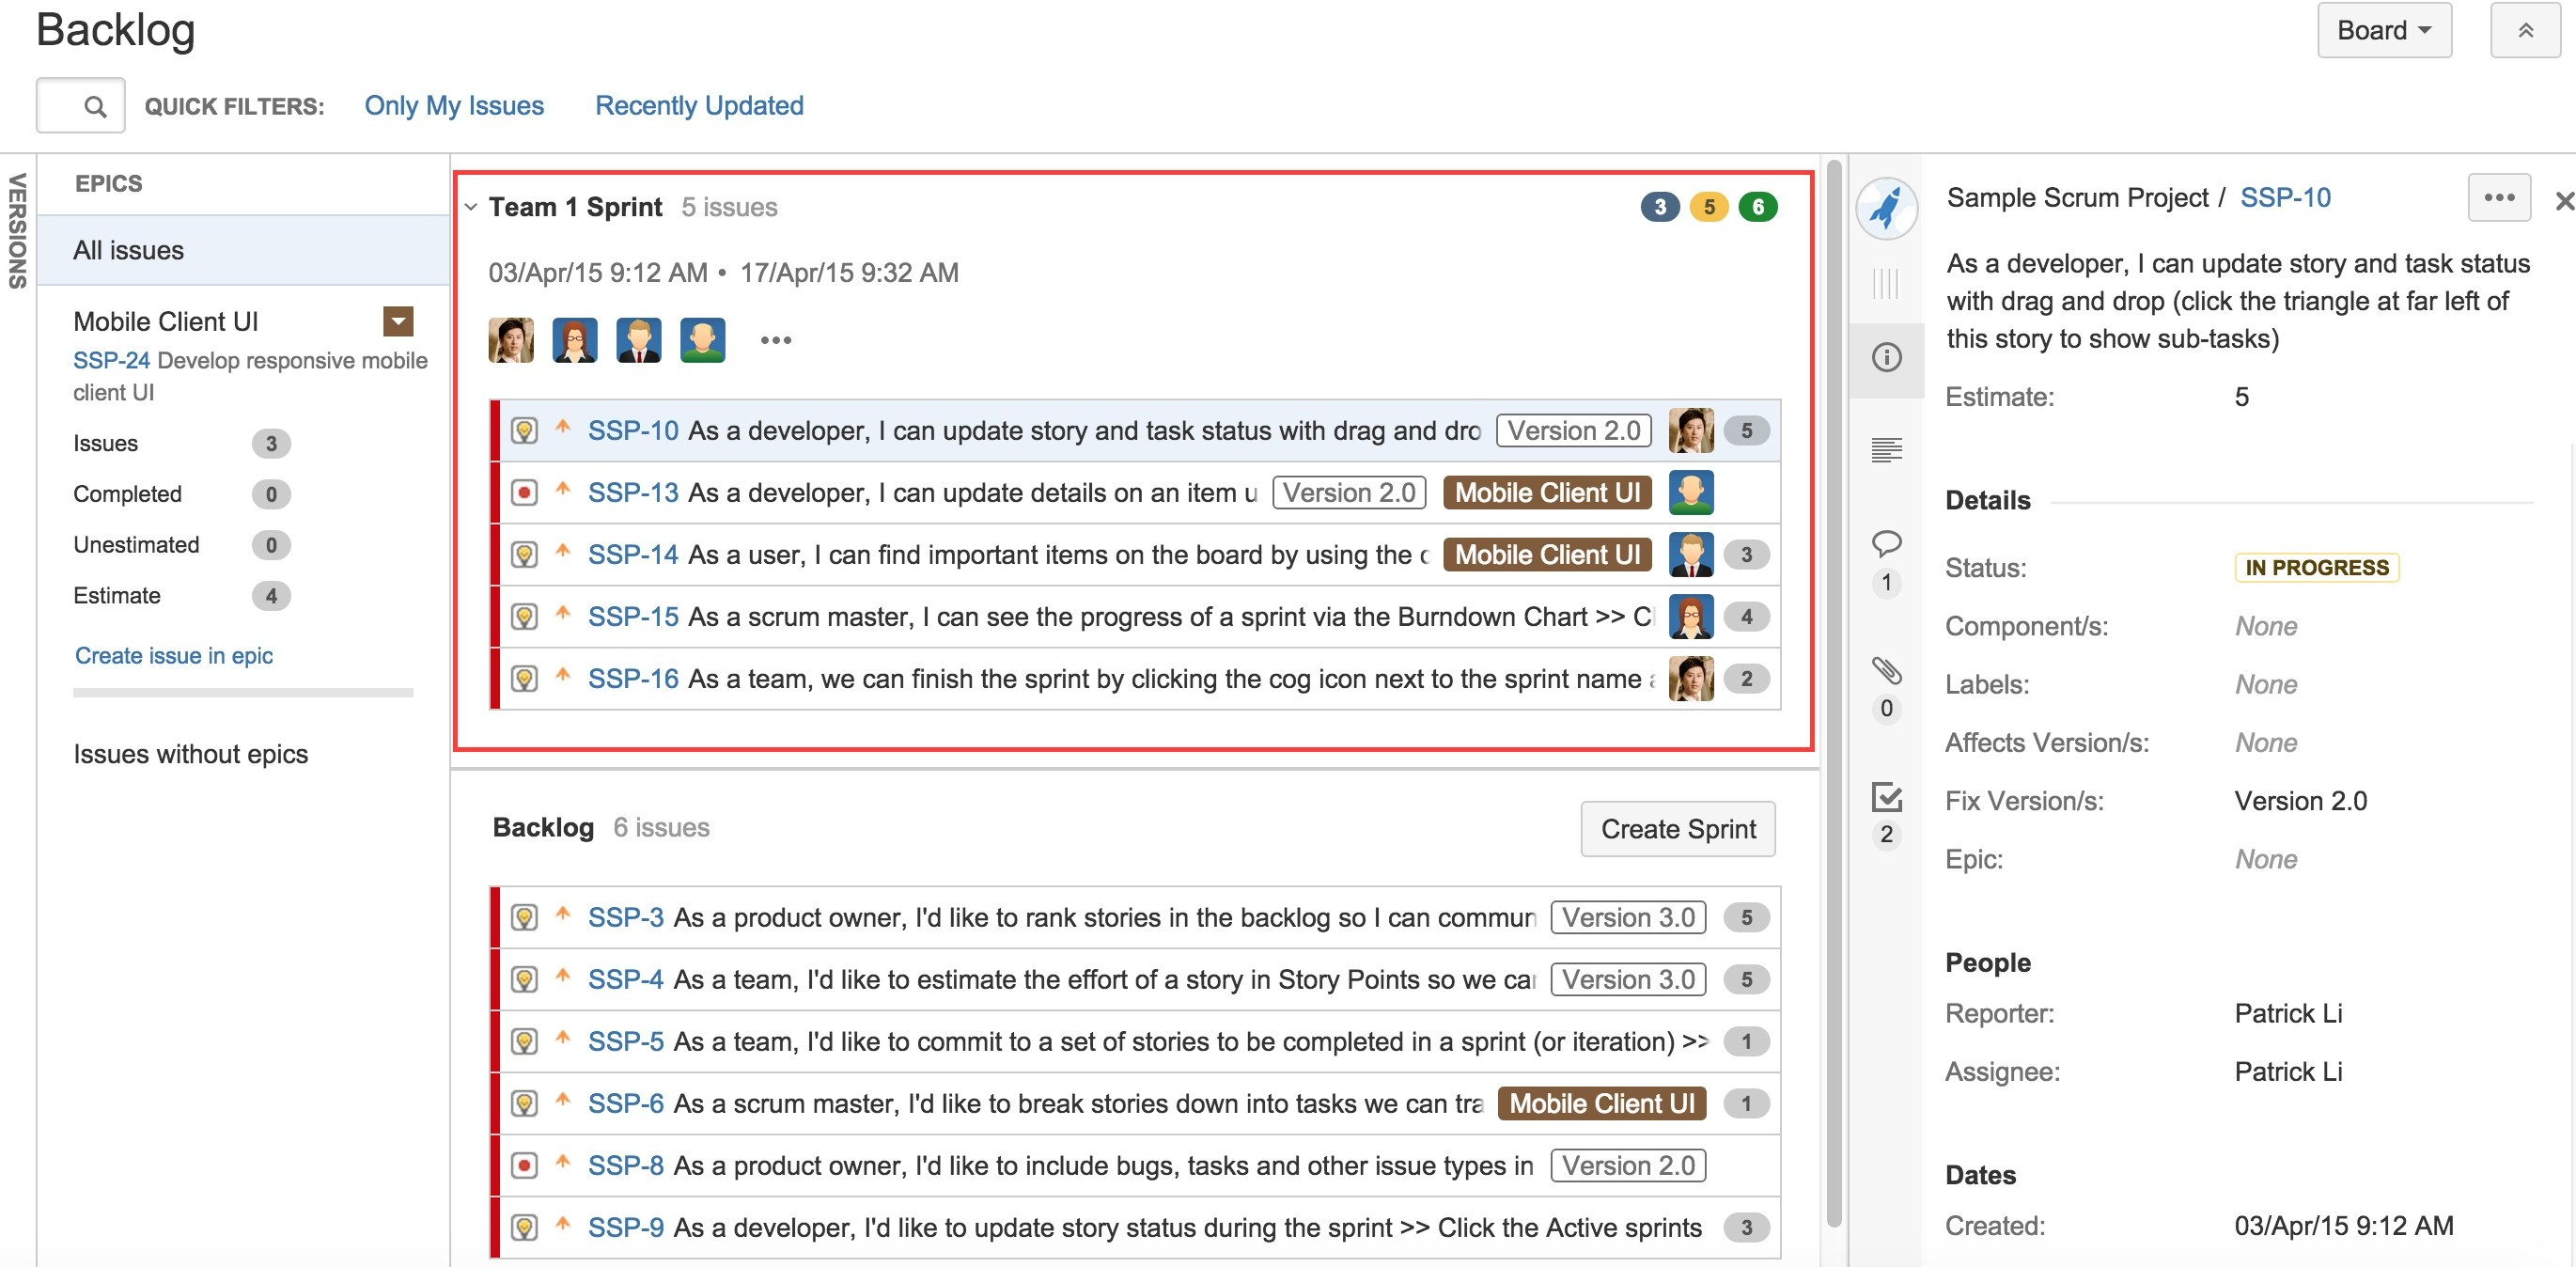 Backlog
Board
QUICK FILTERS: Only My Issues Recently Updated
VERSIONS
EPICS
All issues
Mobile Client UI
SSP-24 Develop responsive mobile
client UI
Issues 3
Completed 0
Unestimated 0
Estimate 4
Create issue in epic
Issues without epics
Team 1 Sprint 5 issues 3 5 6
03/Apr/15 9:12 AM • 17/Apr/15 9:32 AM
SSP-10 As a developer, I can update story and task status with drag and dro Version 2.0 5
SSP-13 As a developer, I can update details on an item u Version 2.0 Mobile Client UI
SSP-14 As a user, I can find important items on the board by using the Mobile Client UI 3
SSP-15 As a scrum master, I can see the progress of a sprint via the Burndown Chart >> C 4
SSP-16 As a team, we can finish the sprint by clicking the cog icon next to the sprint name 2
Backlog 6 issues Create Sprint
SSP-3 As a product owner, I'd like to rank stories in the backlog so I can commun Version 3.0 5
SSP-4 As a team, I'd like to estimate the effort of a story in Story Points so we can Version 3.0 5
SSP-5 As a team, I'd like to commit to a set of stories to be completed in a sprint (or iteration) >> 1
SSP-6 As a scrum master, I'd like to break stories down into tasks we can tra Mobile Client UI 1
SSP-8 As a product owner, I'd like to include bugs, tasks and other issue types in Version 2.0
SSP-9 As a developer, I'd like to update story status during the sprint >> Click the Active sprints 3
1
0
2
Sample Scrum Project / SSP-10
As a developer, I can update story and task status
with drag and drop (click the triangle at far left of
this story to show sub-tasks)
Estimate: 5
Details
Status: IN PROGRESS
Component/s: None
Labels: None
Affects Version/s: None
Fix Version/s: Version 2.0
Epic: None
People
Reporter: Patrick Li
Assignee: Patrick Li
Dates
Created: 03/Apr/15 9:12 AM